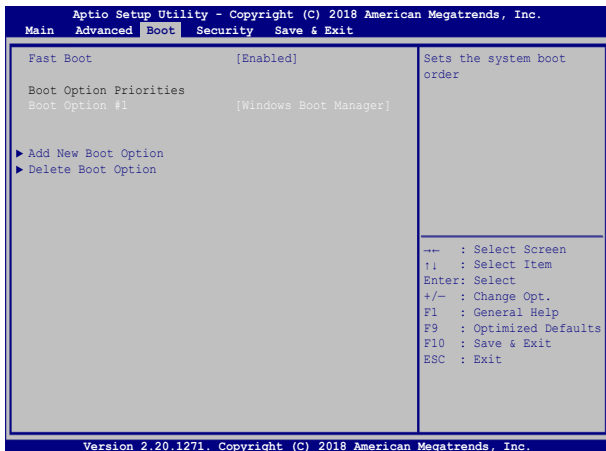 Aptio Setup Utility - Copyright (C) 2018 American Megatrends, Inc.
Main Advanced Boot Security Save & Exit
Fast Boot [Enabled]
Boot Option Priorities
Boot Option #1 [Windows Boot Manager]
▶ Add New Boot Option
▶ Delete Boot Option
Sets the system boot
order
→← : Select Screen
↑↓ : Select Item
Enter: Select
+/— : Change Opt.
F1 : General Help
F9 : Optimized Defaults
F10 : Save & Exit
ESC : Exit
Version 2.20.1271. Copyright (C) 2018 American Megatrends, Inc.